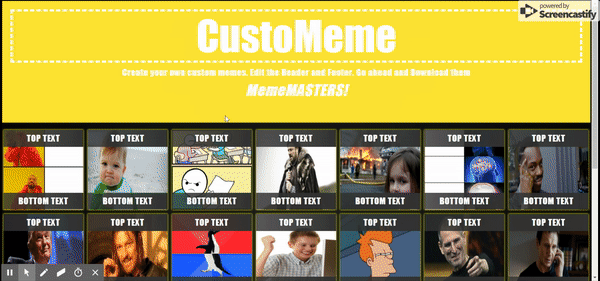 powered by
Screencastify
CustoMeme
Create your own custom memes. Edit the Header and Footer. Go ahead and Download them
MemeMASTERS!
TOP TEXT TOP TEXT TOP TEXT TOP TEXT TOP TEXT TOP TEXT TOP TEXT
BOTTOM TEXT BOTTOM TEXT BOTTOM TEXT BOTTOM TEXT BOTTOM TEXT BOTTOM TEXT BOTTOM TEXT
TOP TEXT TOP TEXT TOP TEXT TOP TEXT TOP TEXT TOP TEXT TOP TEXT